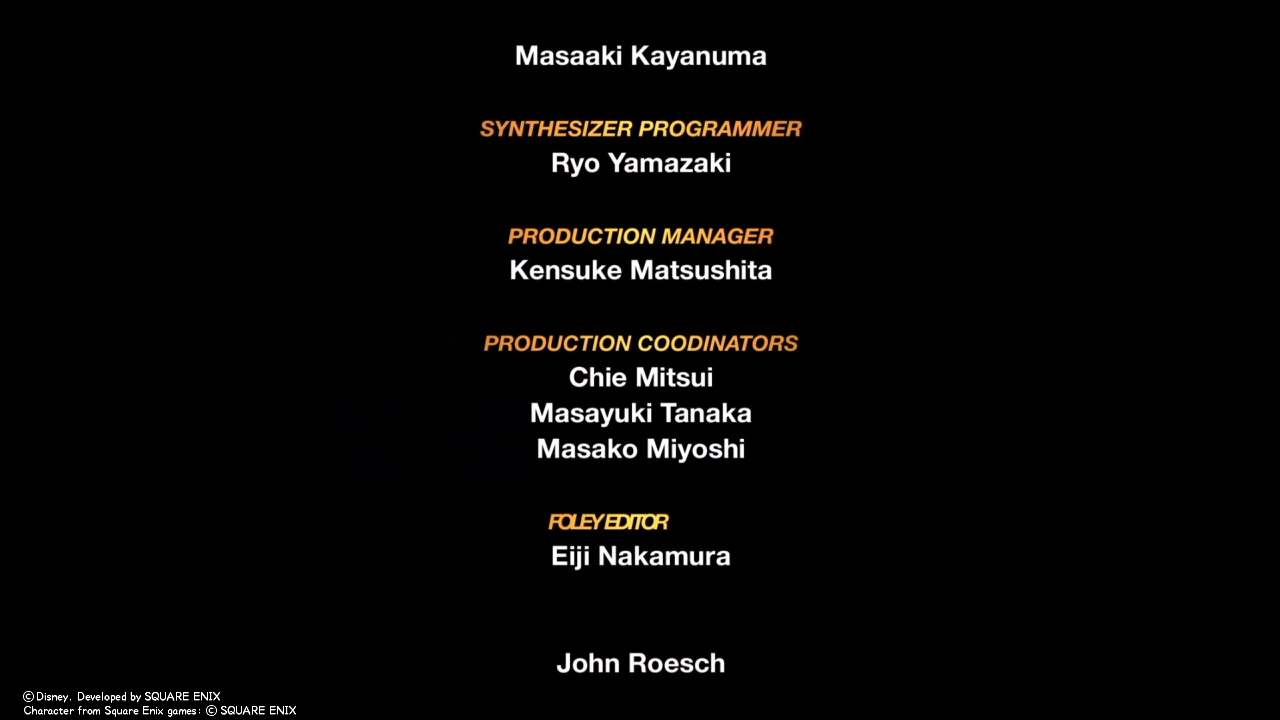 Masaaki Kayanuma
SYNTHESIZER PROGRAMMER
Ryo Yamazaki
PRODUCTION MANAGER
Kensuke Matsushita
PRODUCTION COODINATORS
Chie Mitsui
Masayuki Tanaka
Masako Miyoshi
FOLEY EDITOR
Eiji Nakamura
John Roesch
©Disney. Developed by SQUARE ENIX
Character from Square Enix games: © SQUARE ENIX